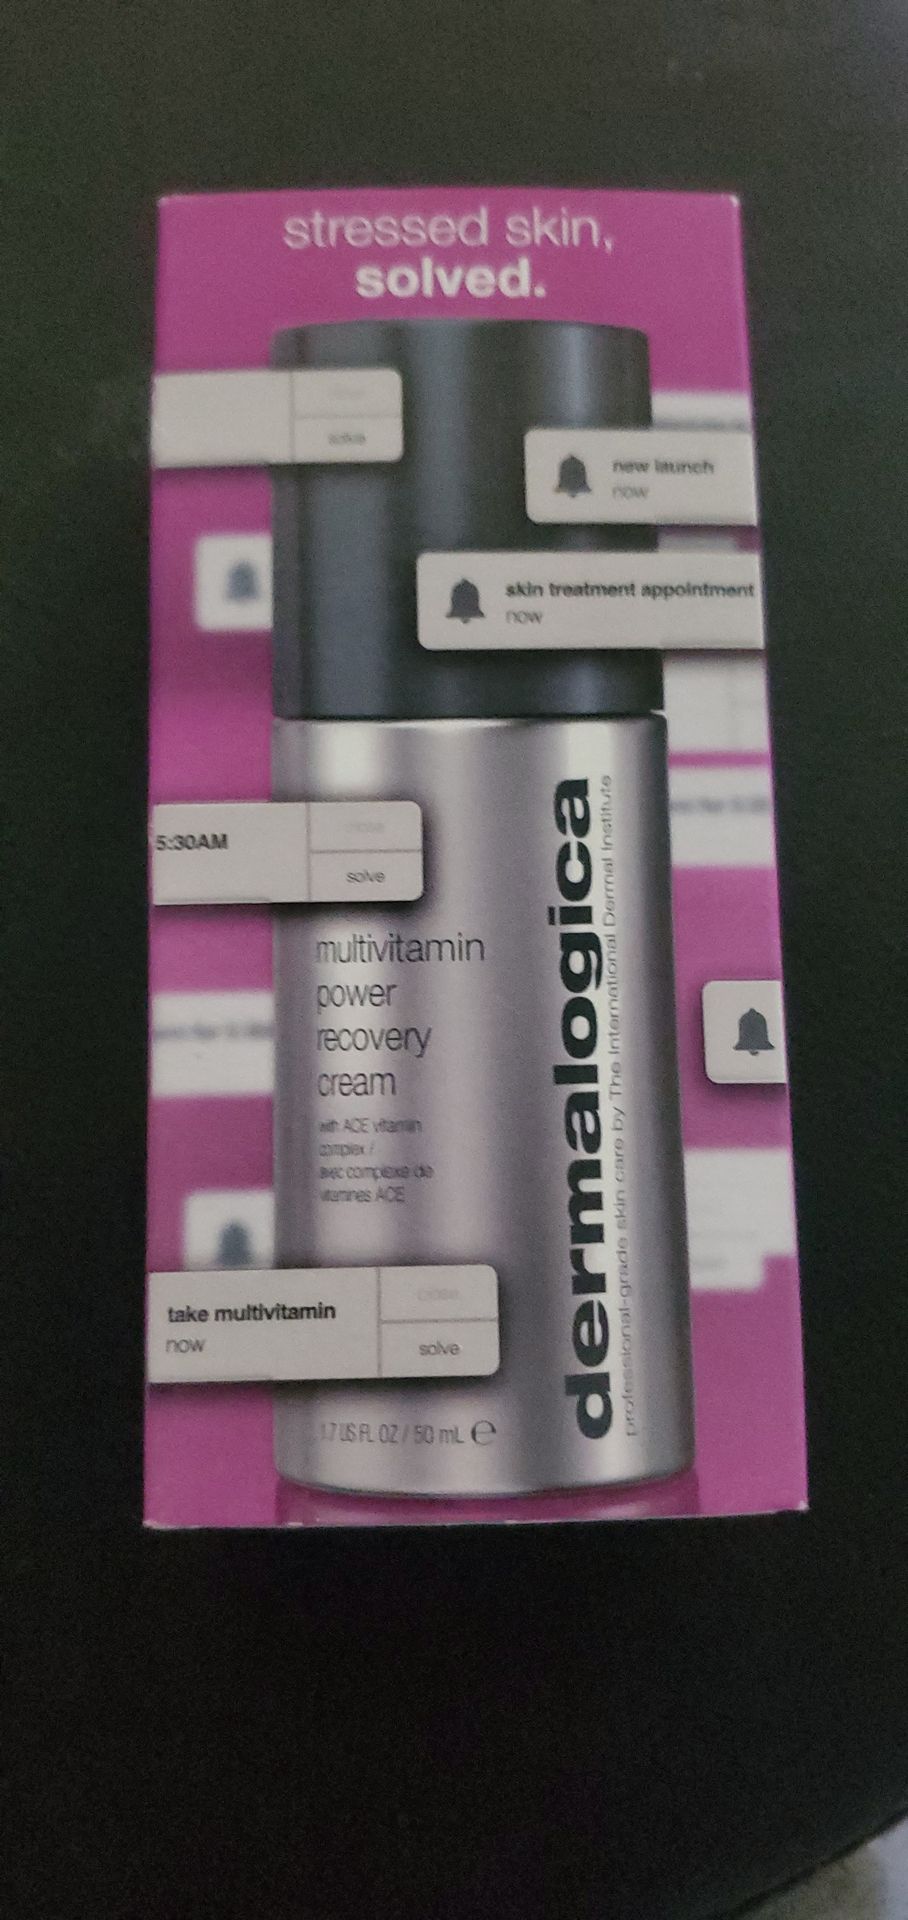 stressed skin,
solved.
solve
new launch
now
skin treatment appointment
now
5:30AM
close
solve
multivitamin
power
recovery
cream
with ACE vitamin
complex /
avec complexe de
vitamines ACE
dermalogica
professional-grade skin care by The International Dermal Institute
take multivitamin
now
close
solve
1.7 US FL OZ / 50 mL ℮